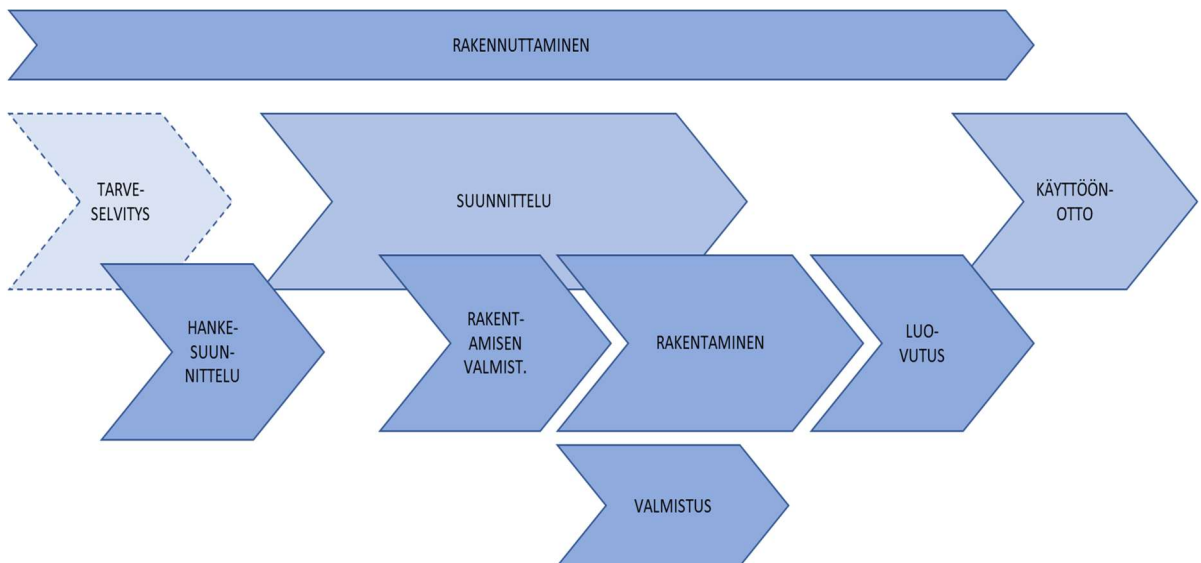 RAKENNUTTAMINEN
TARVE-
SELVITYS
SUUNNITTELU
KÄYTTÖÖN-
OTTO
HANKE-
SUUN-
NITTELU
RAKENT-
AMISEN
VALMIST.
RAKENTAMINEN
LUO-
VUTUS
VALMISTUS